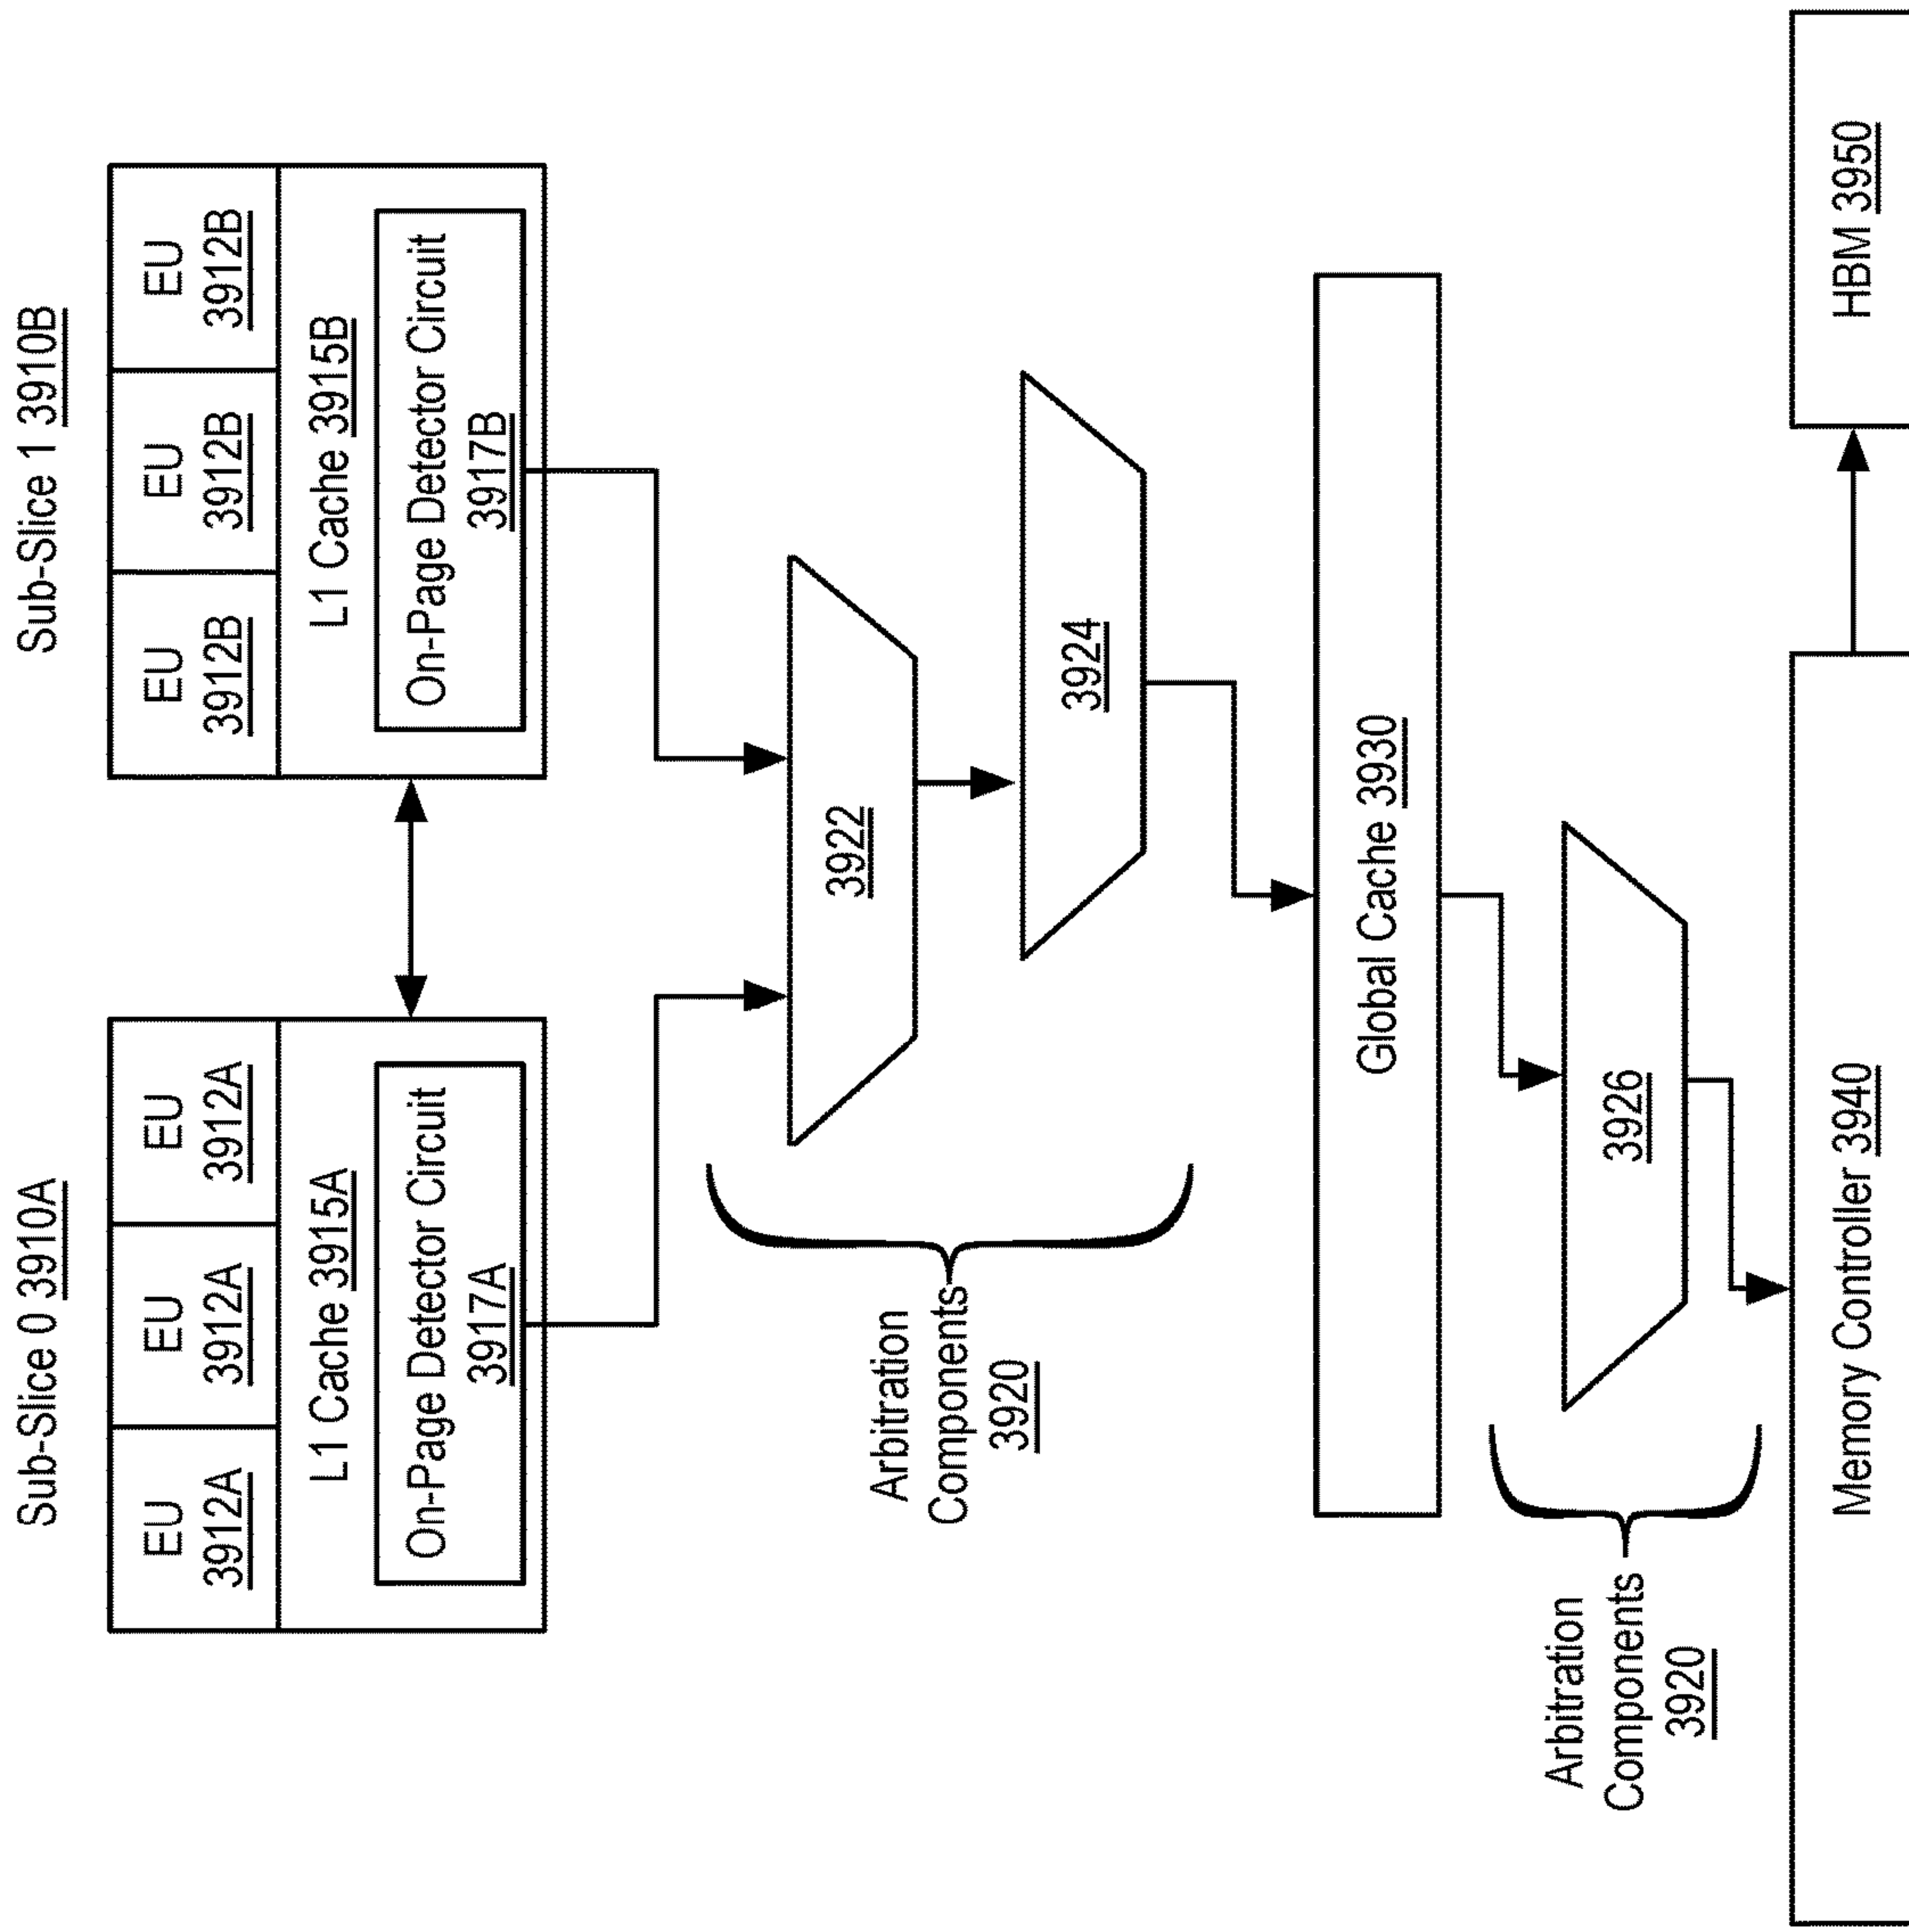 Sub-Slice 0 3910A
EU
3912A
EU
3912A
EU
3912A
L1 Cache 3915A
On-Page Detector Circuit
3917A
Sub-Slice 1 3910B
EU
3912B
EU
3912B
EU
3912B
L1 Cache 3915B
On-Page Detector Circuit
3917B
Arbitration
Components
3920
3922
3924
Global Cache 3930
Arbitration
Components
3920
3926
Memory Controller 3940
HBM 3950